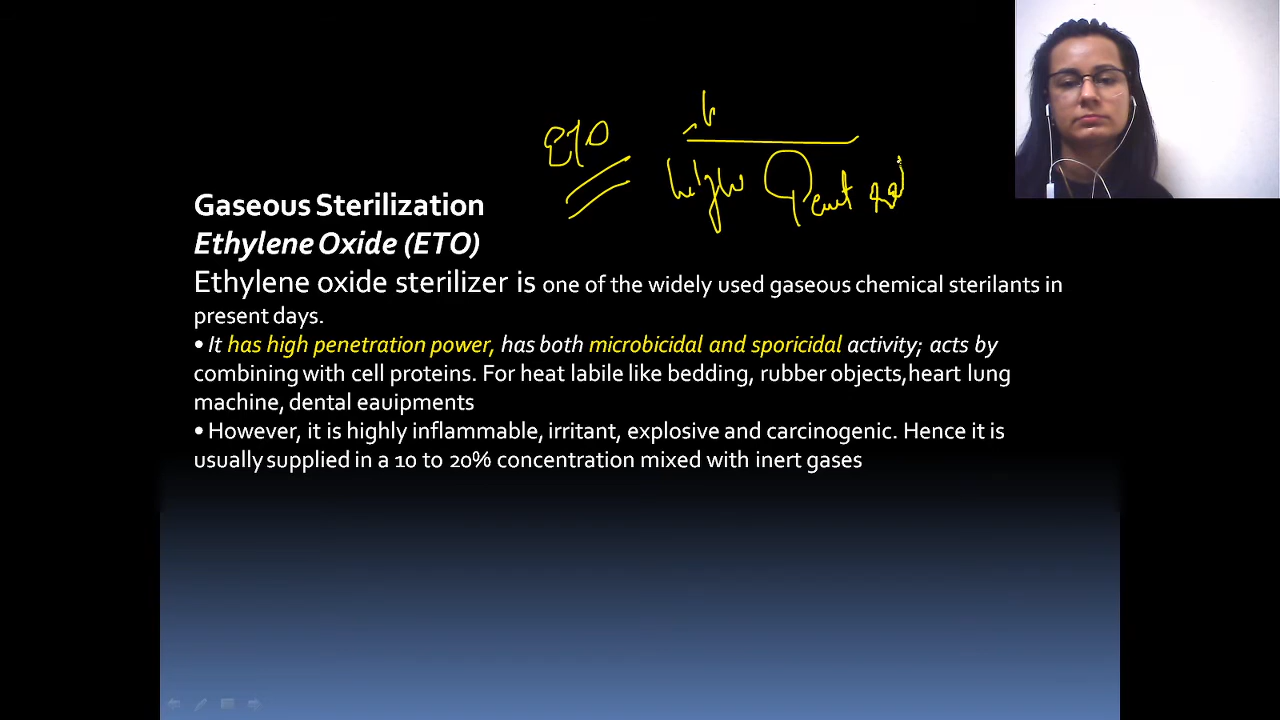 ETO
high Penet
Gaseous Sterilization
Ethylene Oxide (ETO)
Ethylene oxide sterilizer is one of the widely used gaseous chemical sterilants in
present days.
• It has high penetration power, has both microbicidal and sporicidal activity; acts by
combining with cell proteins. For heat labile like bedding, rubber objects,heart lung
machine, dental eauipments
• However, it is highly inflammable, irritant, explosive and carcinogenic. Hence it is
usually supplied in a 10 to 20% concentration mixed with inert gases